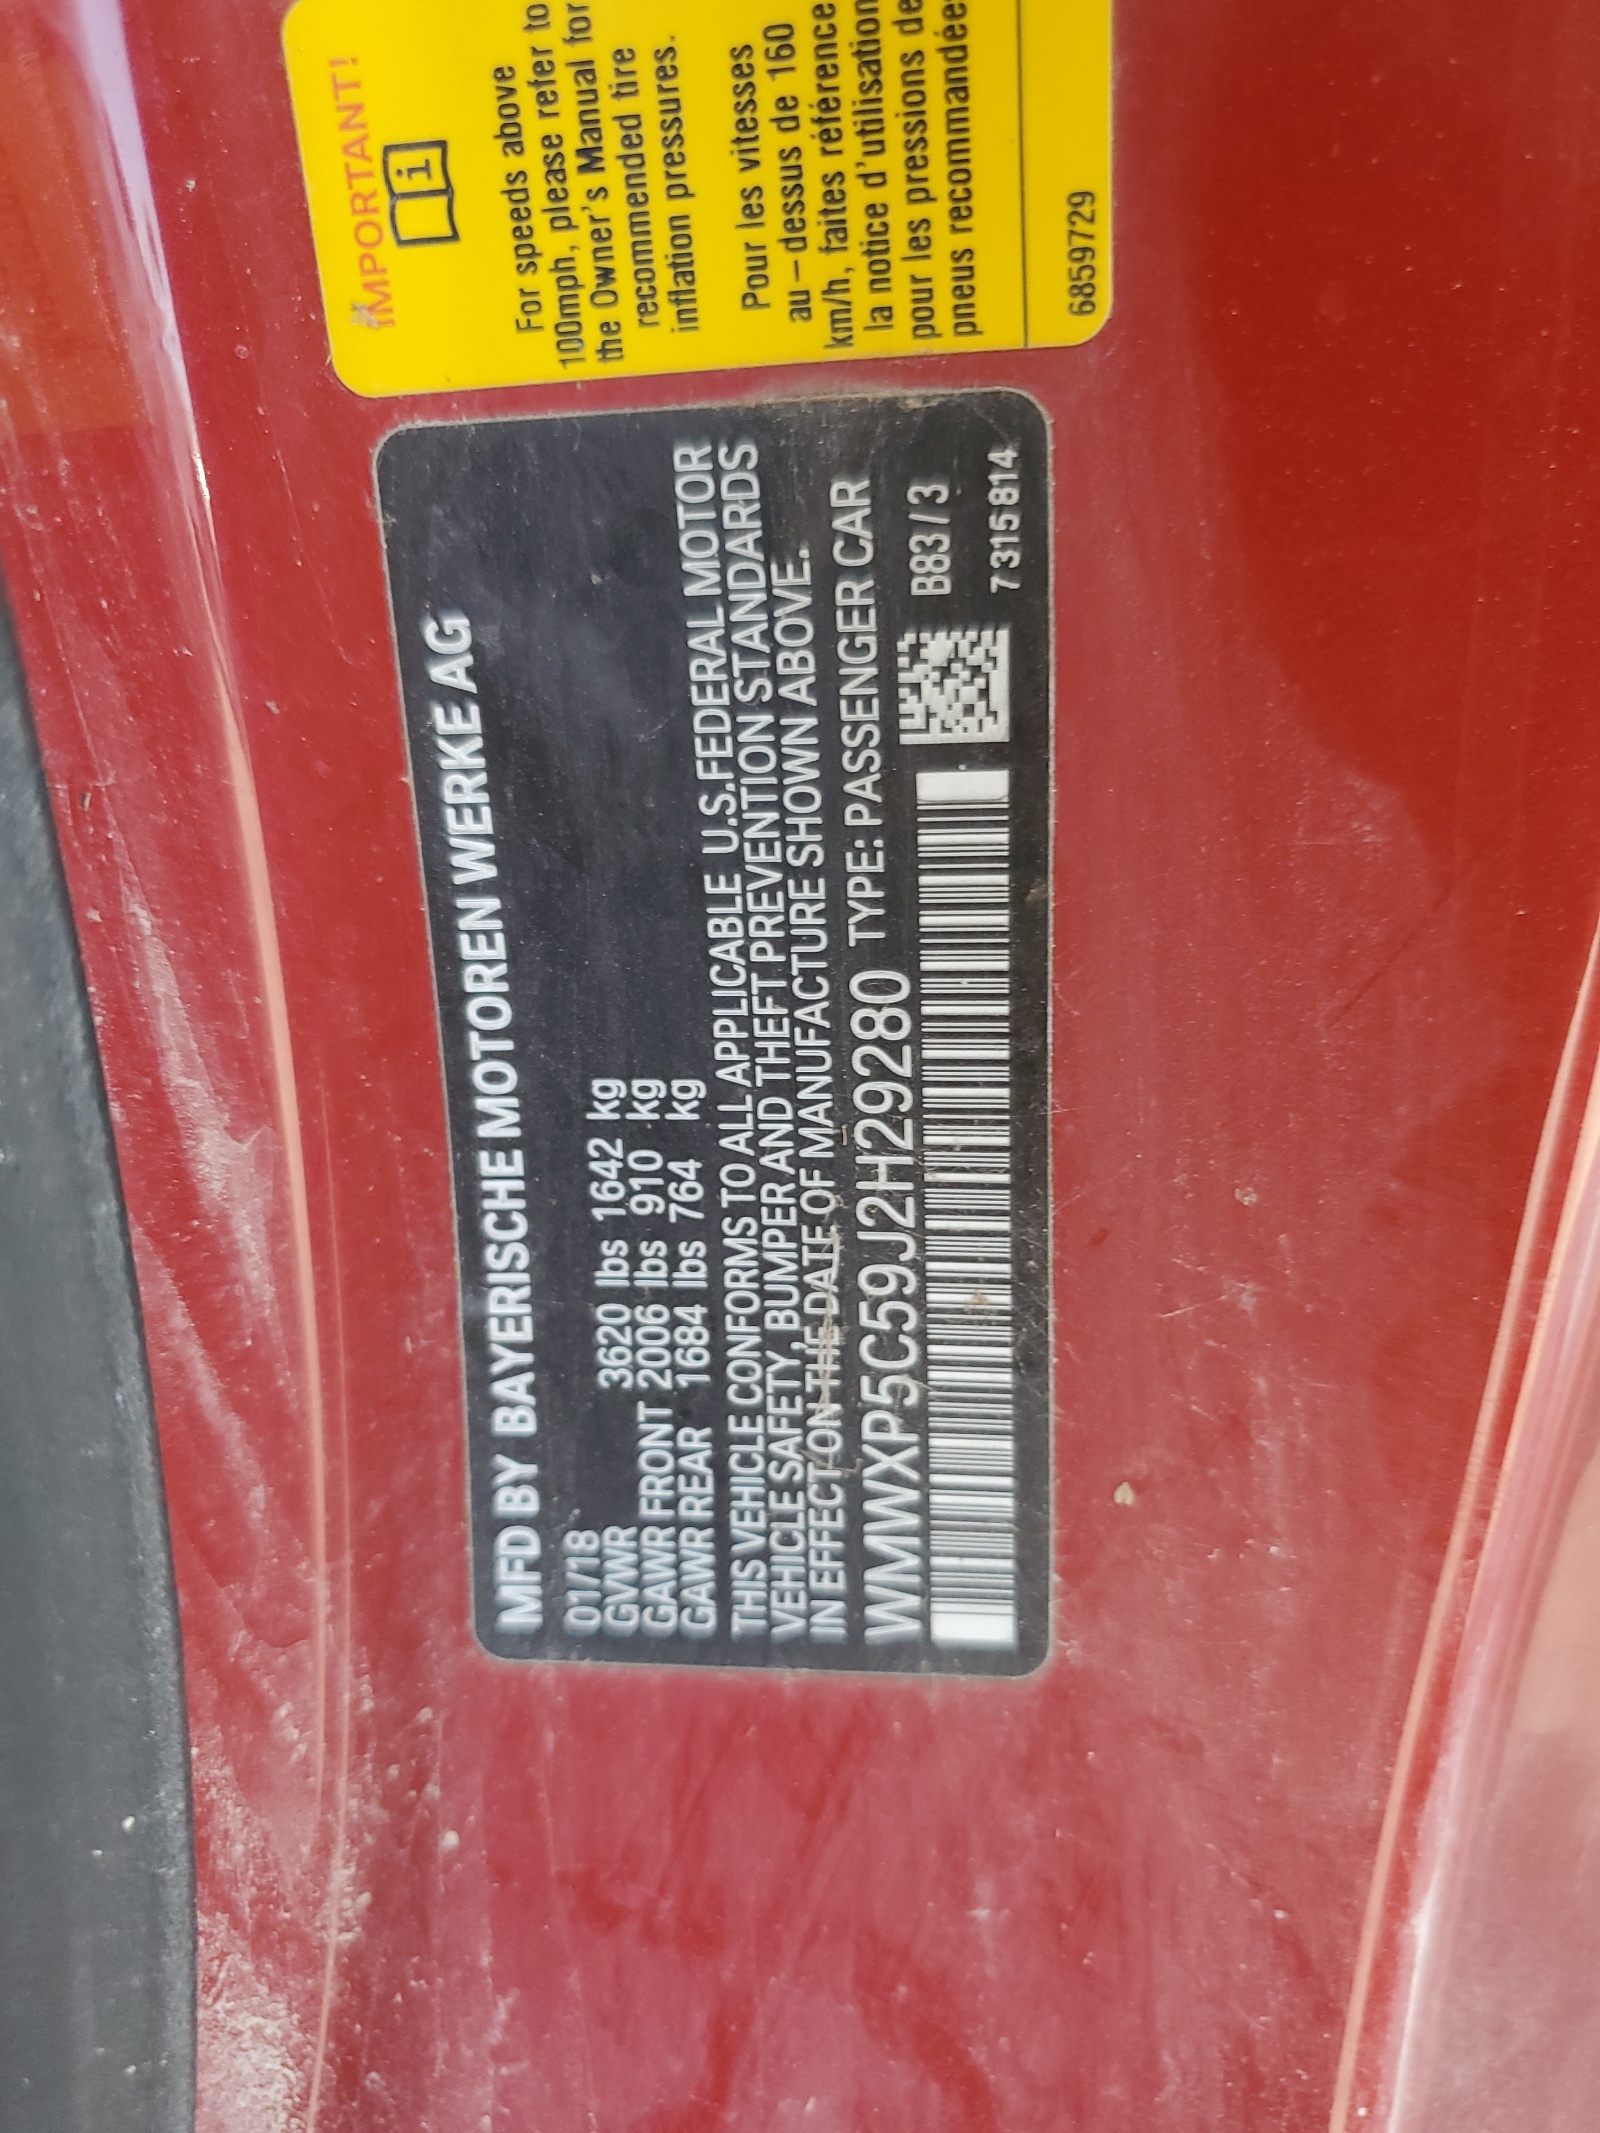 MFD BY BAYERISCHE MOTOREN WERKE AG
01/18
GVWR 3620 lbs 1642 kg
GAWR FRONT 2006 lbs 910 kg
GAWR REAR 1684 lbs 764 kg
THIS VEHICLE CONFORMS TO ALL APPLICABLE U.S.FEDERAL MOTOR
VEHICLE SAFETY, BUMPER AND THEFT PREVENTION STANDARDS
IN EFFECT ON THE DATE OF MANUFACTURE SHOWN ABOVE.
WMWXP5C59J2H29280 TYPE: PASSENGER CAR
B83/3
7315814
IMPORTANT!
i
For speeds above
100mph, please refer to
the Owner's Manual for
recommended tire
inflation pressures.
Pour les vitesses
au-dessus de 160
km/h, faites référence
la notice d'utilisation
pour les pressions de
pneus recommandées
6859729